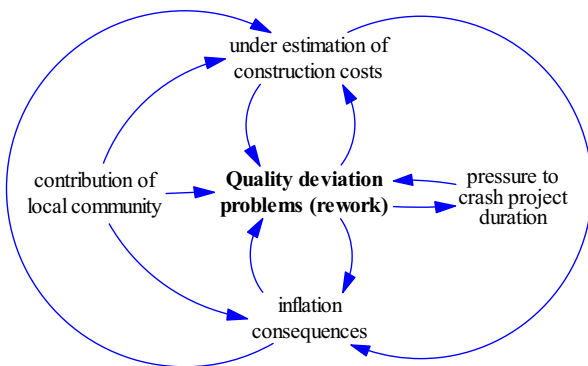 under estimation of
construction costs
contribution of
local community
Quality deviation
problems (rework)
pressure to
crash project
duration
inflation
consequences